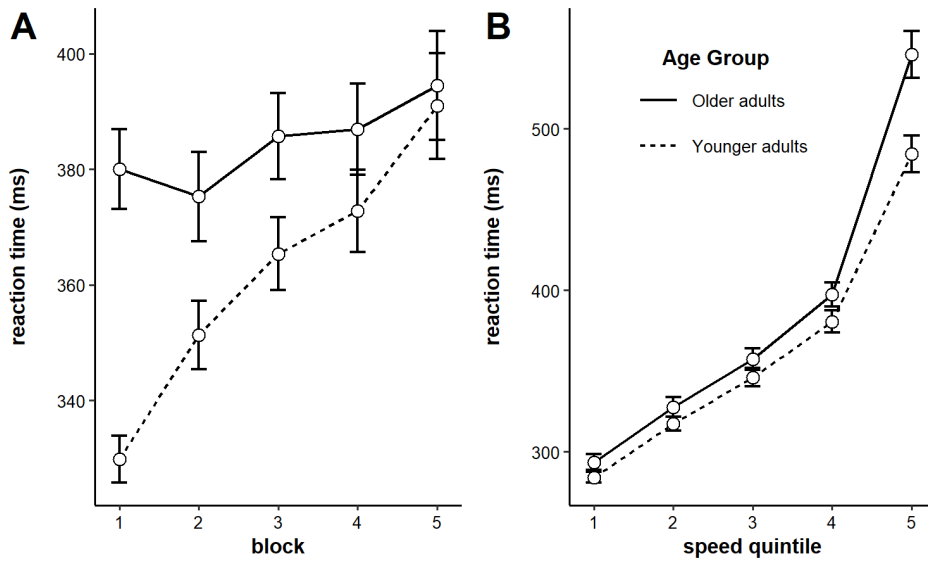 A
reaction time (ms)
400
380
360
340
1 2 3 4 5
block
B
Age Group
Older adults
Younger adults
reaction time (ms)
500
400
300
1 2 3 4 5
speed quintile